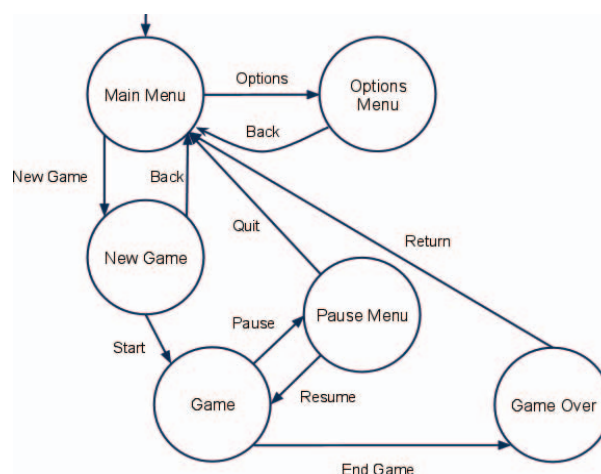 Options
Main Menu
Options
Menu
Back
New Game
Back
Quit
Return
New Game
Pause
Pause Menu
Start
Resume
Game
Game Over
End Game